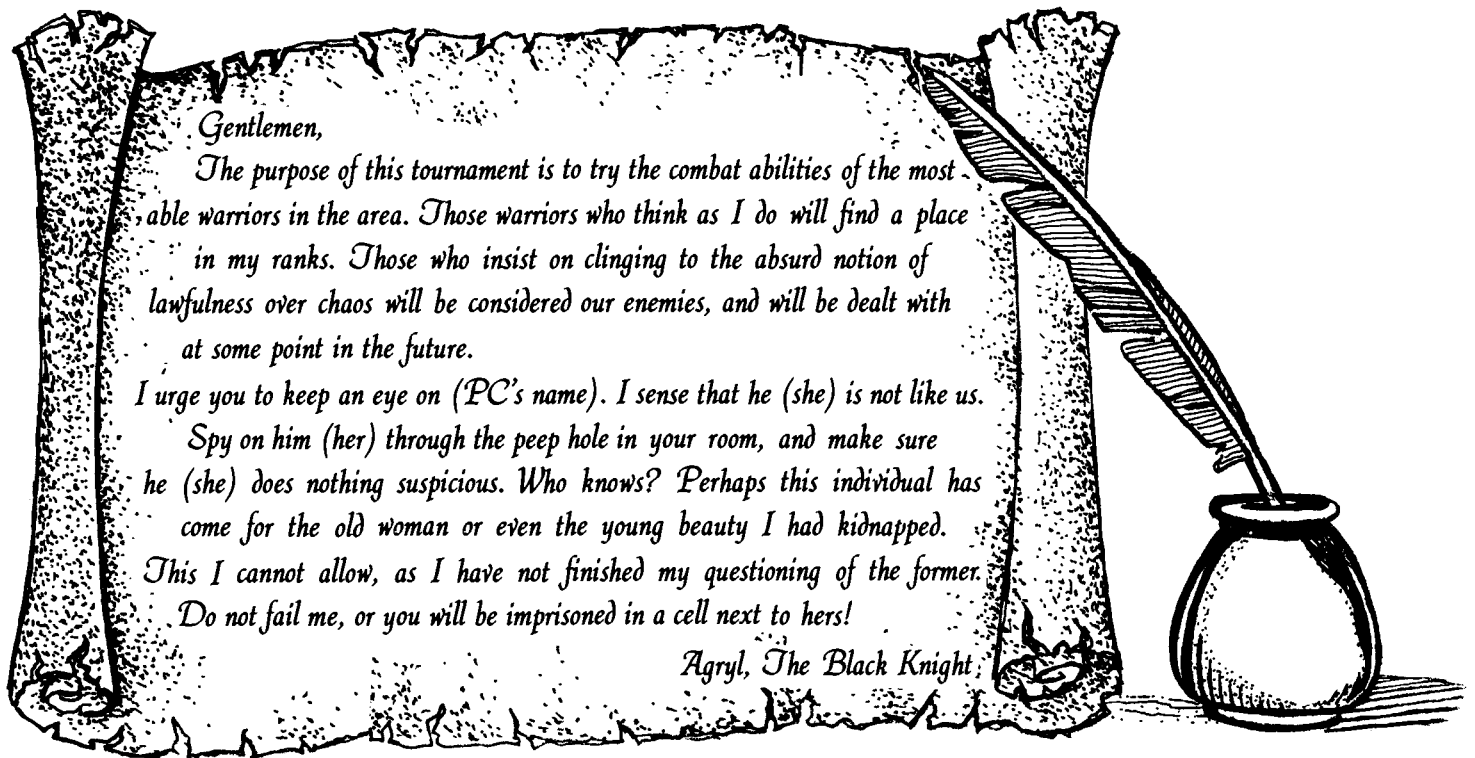 Gentlemen,
The purpose of this tournament is to try the combat abilities of the most
able warriors in the area. Those warriors who think as I do will find a place
in my ranks. Those who insist on clinging to the absurd notion of
lawfulness over chaos will be considered our enemies, and will be dealt with
at some point in the future.
I urge you to keep an eye on (PC's name). I sense that he (she) is not like us.
Spy on him (her) through the peep hole in your room, and make sure
he (she) does nothing suspicious. Who knows? Perhaps this individual has
come for the old woman or even the young beauty I had kidnapped.
This I cannot allow, as I have not finished my questioning of the former.
Do not fail me, or you will be imprisoned in a cell next to hers!
Agryl, The Black Knight